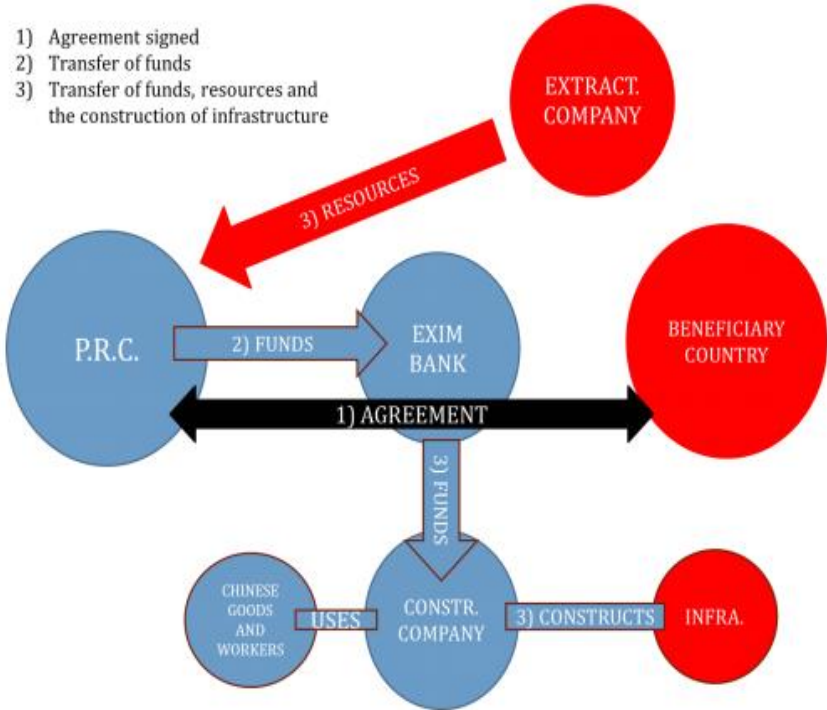 1) Agreement signed
2) Transfer of funds
3) Transfer of funds, resources and
the construction of infrastructure
EXTRACT.
COMPANY
3) RESOURCES
P.R.C.
2) FUNDS
EXIM
BANK
BENEFICIARY
COUNTRY
1) AGREEMENT
3) FUNDS
CHINESE
GOODS
AND
WORKERS
USES
CONSTR.
COMPANY
3) CONSTRUCTS
INFRA.